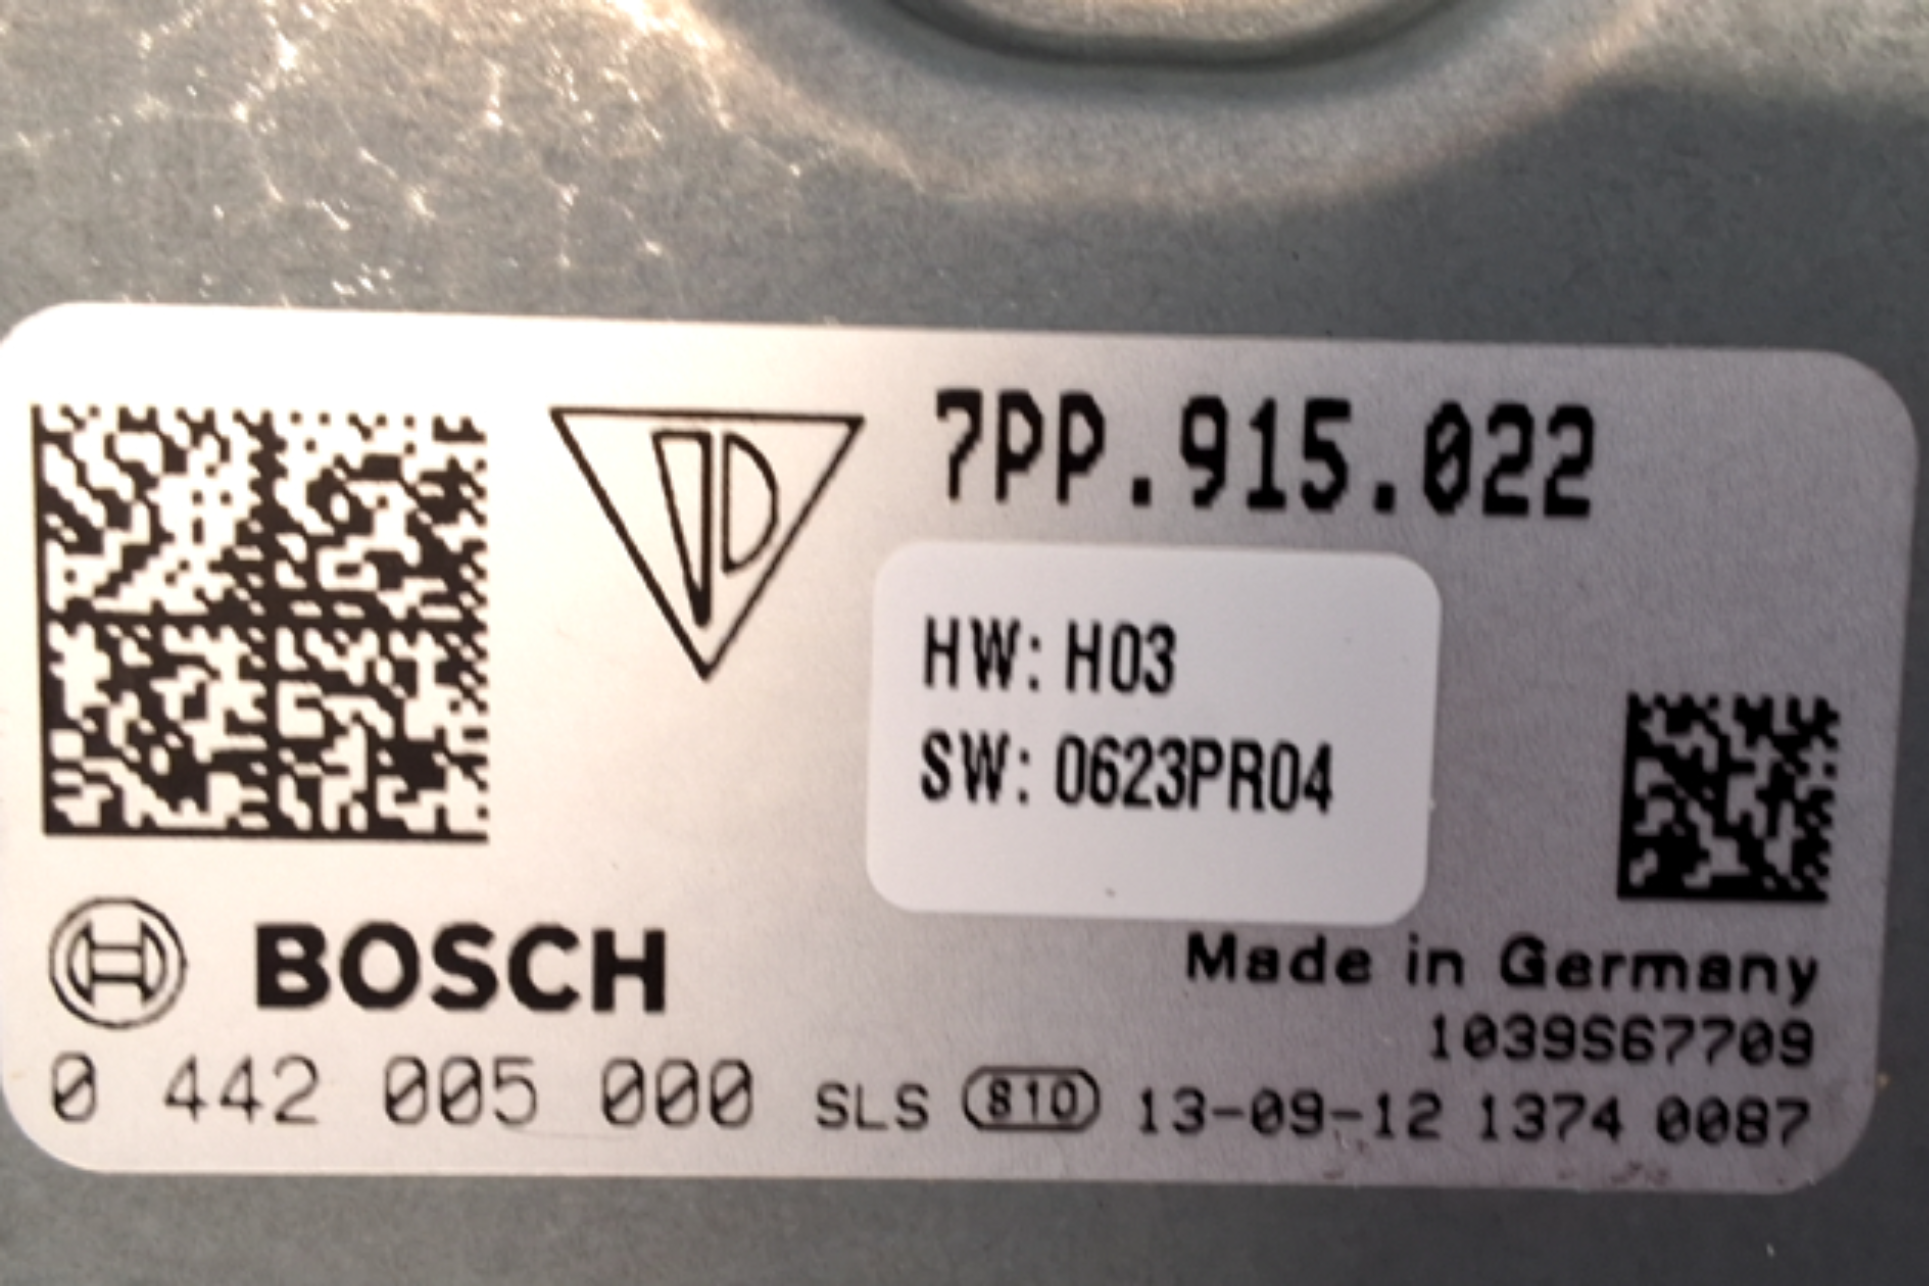 7PP.915.022
HW: H03
SW: 0623PR04
BOSCH
Made in Germany
1039S67709
0 442 005 000 SLS 810 13-09-12 1374 0087